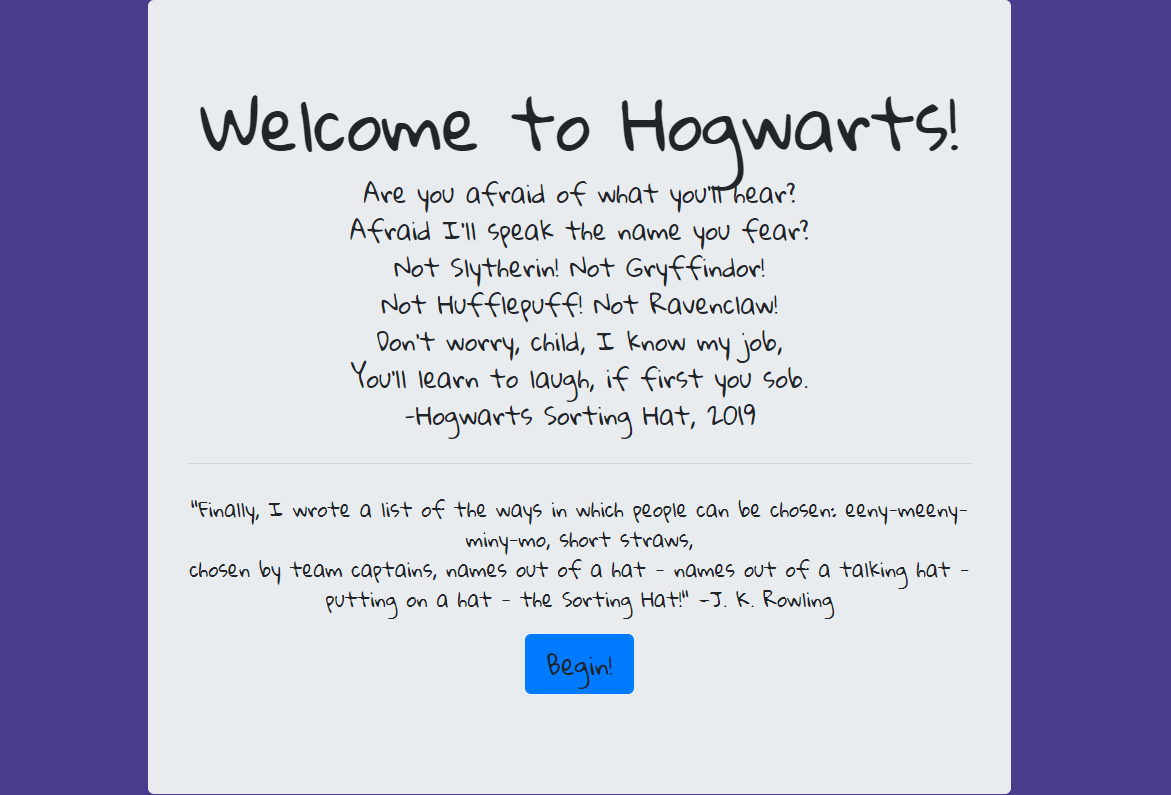 Welcome to Hogwarts!
Are you afraid of what you'll hear?
Afraid I'll speak the name you fear?
Not Slytherin! Not Gryffindor!
Not Hufflepuff! Not Ravenclaw!
Don't worry, child, I know my job,
You'll learn to laugh, if first you sob.
-Hogwarts Sorting Hat, 2019
"Finally, I wrote a list of the ways in which people can be chosen: eeny-meeny-
miny-mo, short straws,
chosen by team captains, names out of a hat - names out of a talking hat -
putting on a hat - the Sorting Hat!" -J. K. Rowling
Begin!